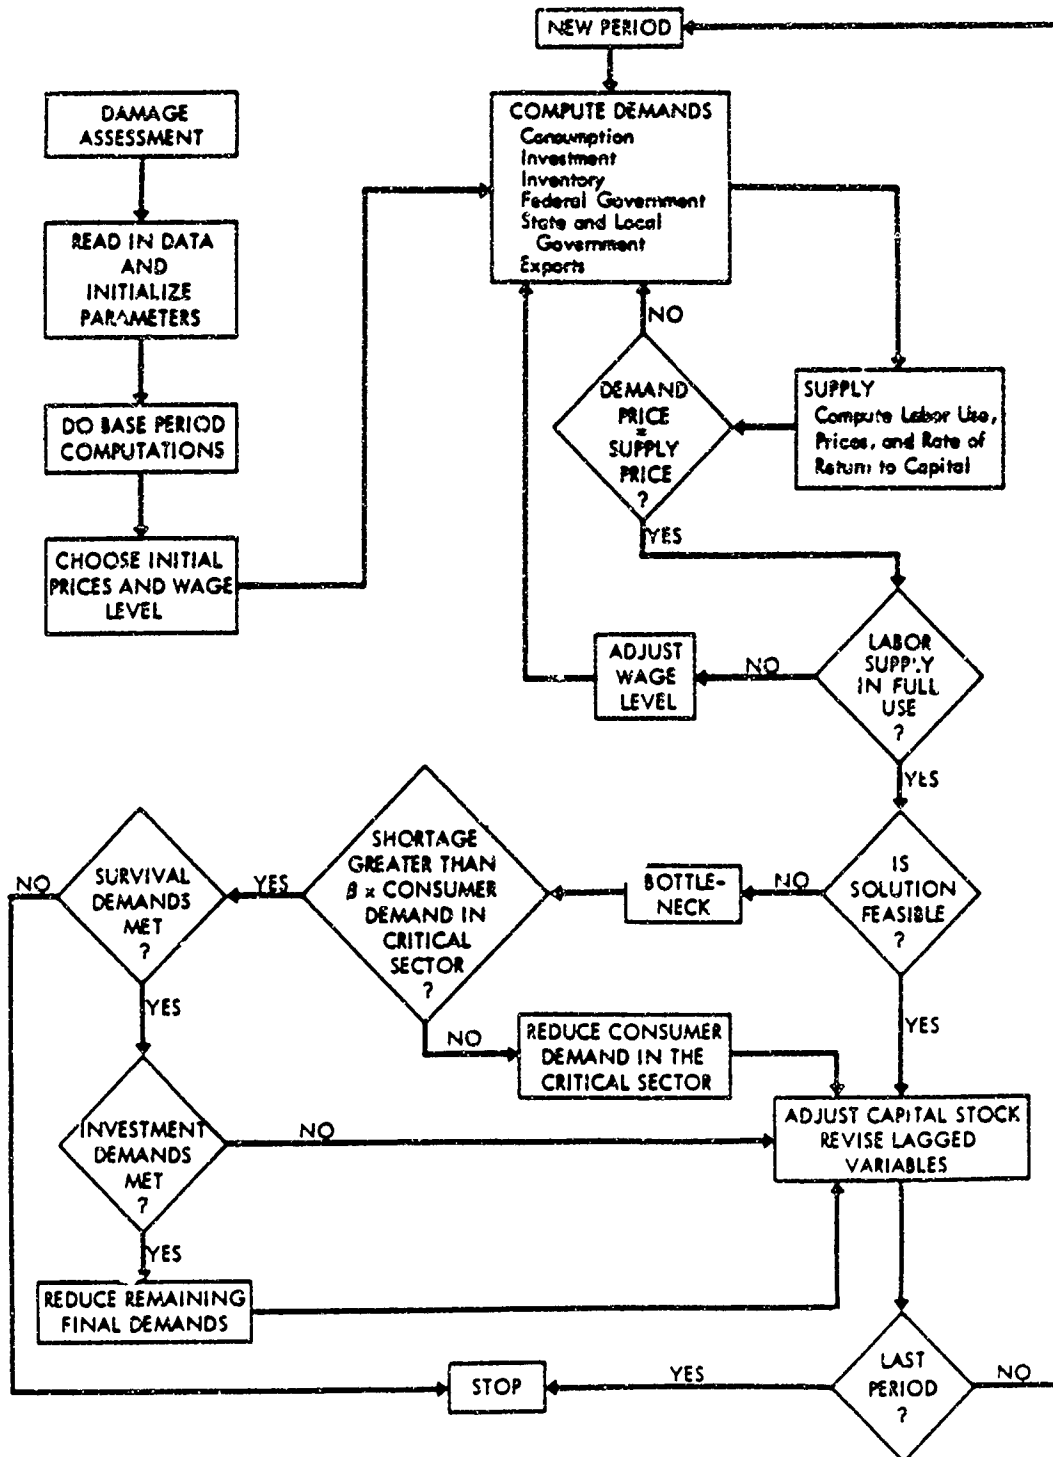 NEW PERIOD
DAMAGE
ASSESSMENT
READ IN DATA
AND
INITIALIZE
PARAMETERS
DO BASE PERIOD
COMPUTATIONS
CHOOSE INITIAL
PRICES AND WAGE
LEVEL
COMPUTE DEMANDS
Consumption
Investment
Inventory
Federal Government
State and Local
Government
Exports
NO
DEMAND
PRICE
=
SUPPLY
PRICE
?
YES
SUPPLY
Compute Labor Use,
Prices, and Rate of
Return to Capital
LABOR
SUPPLY
IN FULL
USE
?
NO
ADJUST
WAGE
LEVEL
YES
IS
SOLUTION
FEASIBLE
?
NO
BOTTLE-
NECK
SHORTAGE
GREATER THAN
β x CONSUMER
DEMAND IN
CRITICAL
SECTOR
?
YES
SURVIVAL
DEMANDS
MET
?
NO
YES
NO
REDUCE CONSUMER
DEMAND IN THE
CRITICAL SECTOR
YES
ADJUST CAPITAL STOCK
REVISE LAGGED
VARIABLES
INVESTMENT
DEMANDS
MET
?
NO
YES
REDUCE REMAINING
FINAL DEMANDS
LAST
PERIOD
?
YES
STOP
NO